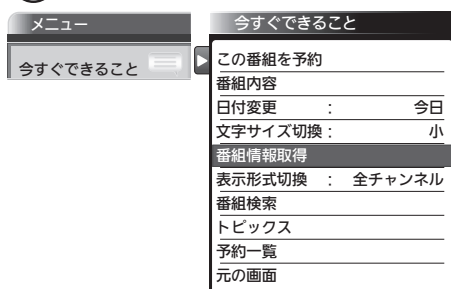 メニュー
今すぐできること
今すぐできること
この番組を予約
番組内容
日付変更 : 今日
文字サイズ切換 : 小
番組情報取得
表示形式切換 : 全チャンネル
番組検索
トピックス
予約一覧
元の画面